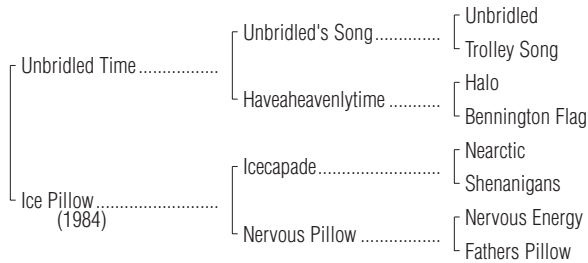 Unbridled
Unbridled's Song
Trolley Song
Unbridled Time
Halo
Haveaheavenlytime
Bennington Flag
Nearctic
Icecapade
Shenanigans
Ice Pillow
(1984)
Nervous Energy
Nervous Pillow
Fathers Pillow